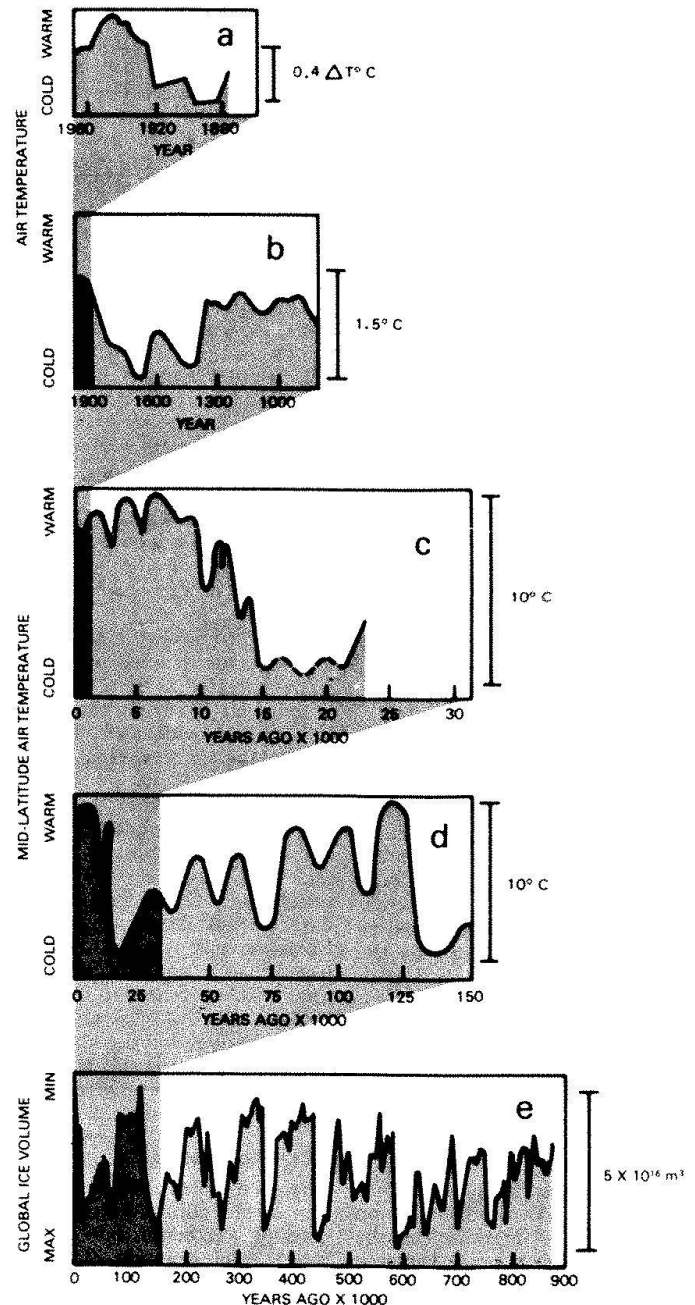 AIR TEMPERATURE
WARM
COLD
a
0.4 Δ T° C
1960 1920 1880
YEAR
WARM
COLD
b
1.5° C
1900 1600 1300 1000
YEAR
MID-LATITUDE AIR TEMPERATURE
WARM
COLD
c
10° C
0 5 10 15 20 25 30
YEARS AGO X 1000
WARM
COLD
d
10° C
0 25 50 75 100 125 150
YEARS AGO X 1000
GLOBAL ICE VOLUME
MIN
MAX
e
5 X 10¹⁶ m³
0 100 200 300 400 500 600 700 800 900
YEARS AGO X 1000